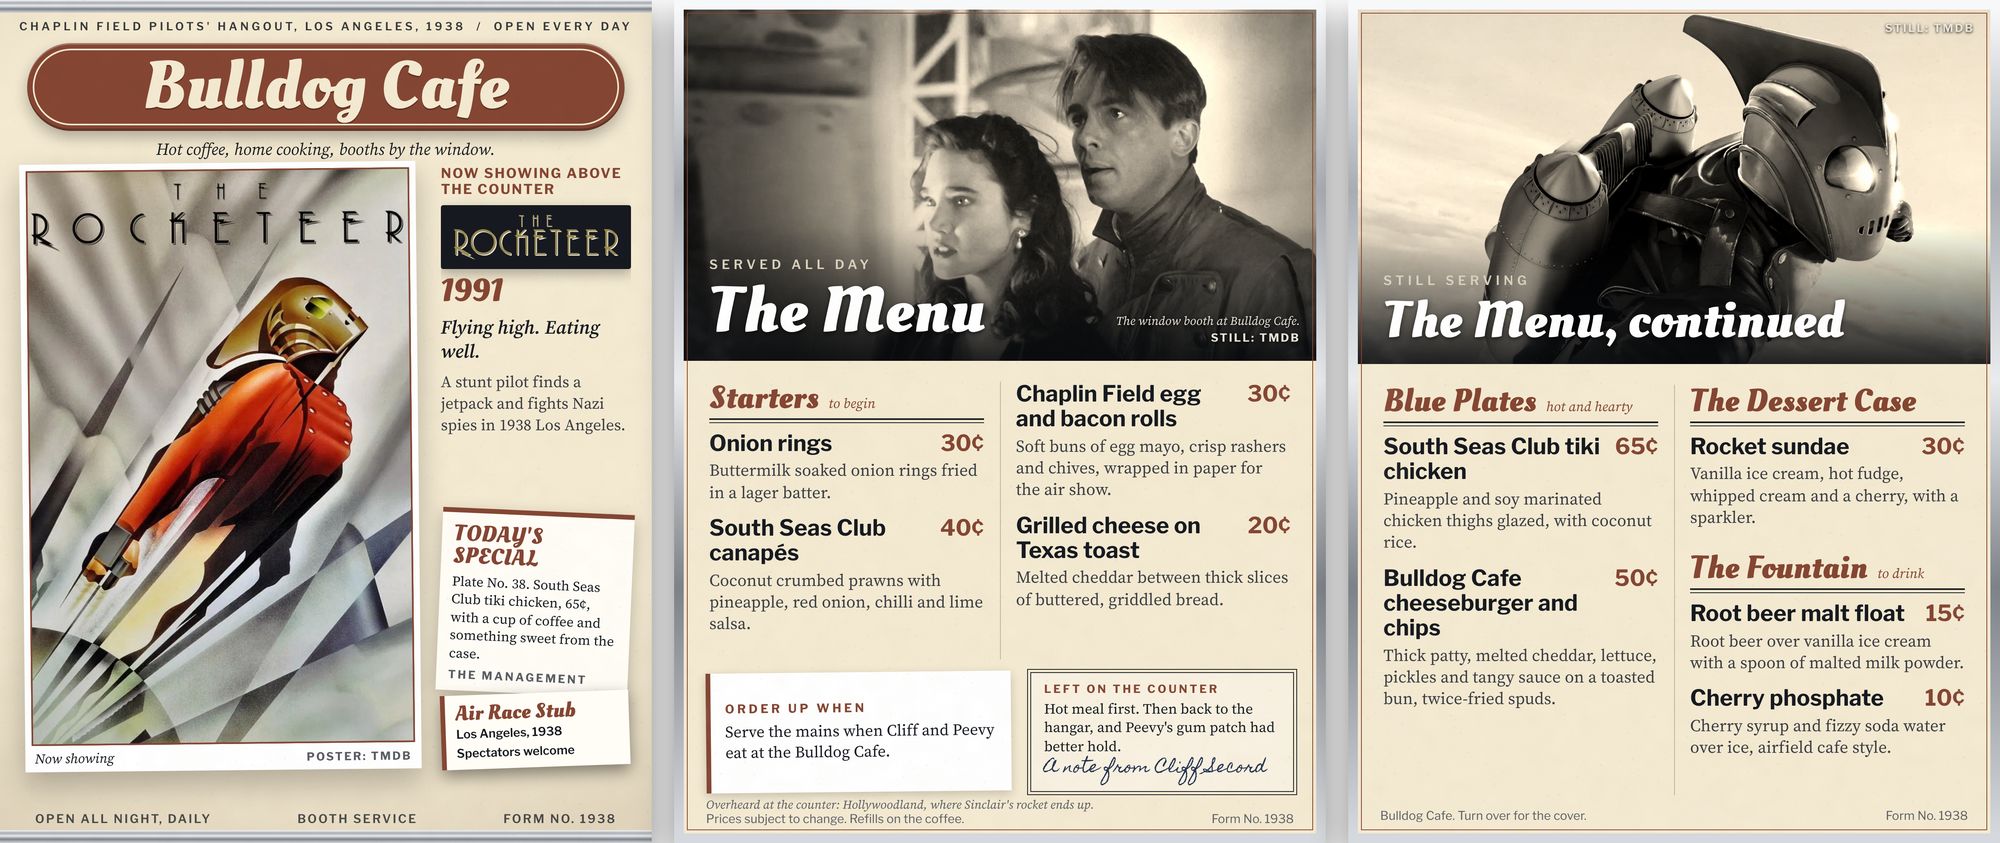 CHAPLIN FIELD PILOTS' HANGOUT, LOS ANGELES, 1938 / OPEN EVERY DAY
Bulldog Cafe
Hot coffee, home cooking, booths by the window.
THE
ROCKETEER
Now showing
POSTER: TMDB
NOW SHOWING ABOVE
THE COUNTER
THE
ROCKETEER
1991
Flying high. Eating
well.
A stunt pilot finds a
jetpack and fights Nazi
spies in 1938 Los Angeles.
TODAY'S
SPECIAL
Plate No. 38. South Seas
Club tiki chicken, 65¢,
with a cup of coffee and
something sweet from the
case.
THE MANAGEMENT
Air Race Stub
Los Angeles, 1938
Spectators welcome
OPEN ALL NIGHT, DAILY
BOOTH SERVICE
FORM NO. 1938
SERVED ALL DAY
The Menu
The window booth at Bulldog Cafe.
STILL: TMDB
Starters to begin
Onion rings 30¢
Buttermilk soaked onion rings fried
in a lager batter.
South Seas Club 40¢
canapés
Coconut crumbed prawns with
pineapple, red onion, chilli and lime
salsa.
Chaplin Field egg 30¢
and bacon rolls
Soft buns of egg mayo, crisp rashers
and chives, wrapped in paper for
the air show.
Grilled cheese on 20¢
Texas toast
Melted cheddar between thick slices
of buttered, griddled bread.
ORDER UP WHEN
Serve the mains when Cliff and Peevy
eat at the Bulldog Cafe.
LEFT ON THE COUNTER
Hot meal first. Then back to the
hangar, and Peevy's gum patch had
better hold.
A note from Cliff Secord
Overheard at the counter: Hollywoodland, where Sinclair's rocket ends up.
Prices subject to change. Refills on the coffee.
Form No. 1938
STILL: TMDB
STILL SERVING
The Menu, continued
Blue Plates hot and hearty
South Seas Club tiki 65¢
chicken
Pineapple and soy marinated
chicken thighs glazed, with coconut
rice.
Bulldog Cafe 50¢
cheeseburger and
chips
Thick patty, melted cheddar, lettuce,
pickles and tangy sauce on a toasted
bun, twice-fried spuds.
The Dessert Case
Rocket sundae 30¢
Vanilla ice cream, hot fudge,
whipped cream and a cherry, with a
sparkler.
The Fountain to drink
Root beer malt float 15¢
Root beer over vanilla ice cream
with a spoon of malted milk powder.
Cherry phosphate 10¢
Cherry syrup and fizzy soda water
over ice, airfield cafe style.
Bulldog Cafe. Turn over for the cover.
Form No. 1938